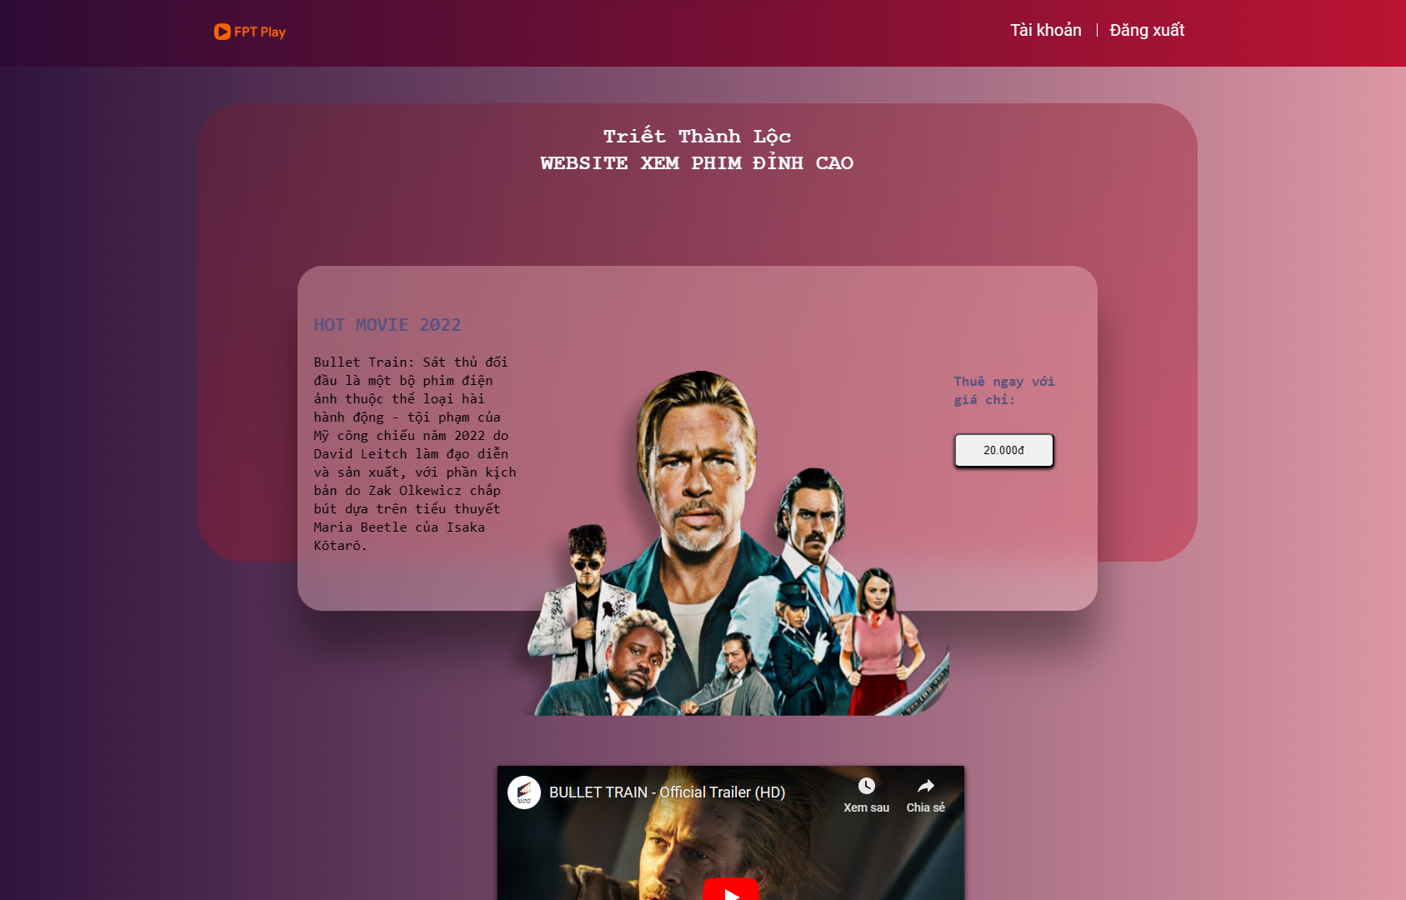 FPT Play
Tài khoản | Đăng xuất
Triết Thành Lộc
WEBSITE XEM PHIM ĐỈNH CAO
HOT MOVIE 2022
Bullet Train: Sát thủ đối
đầu là một bộ phim điện
ảnh thuộc thể loại hài
hành động - tội phạm của
Mỹ công chiếu năm 2022 do
David Leitch làm đạo diễn
và sản xuất, với phần kịch
bản do Zak Olkewicz chắp
bút dựa trên tiểu thuyết
Maria Beetle của Isaka
Kōtarō.
Thuê ngay với
giá chỉ:
20.000đ
BULLET TRAIN - Official Trailer (HD)
Xem sau
Chia sẻ